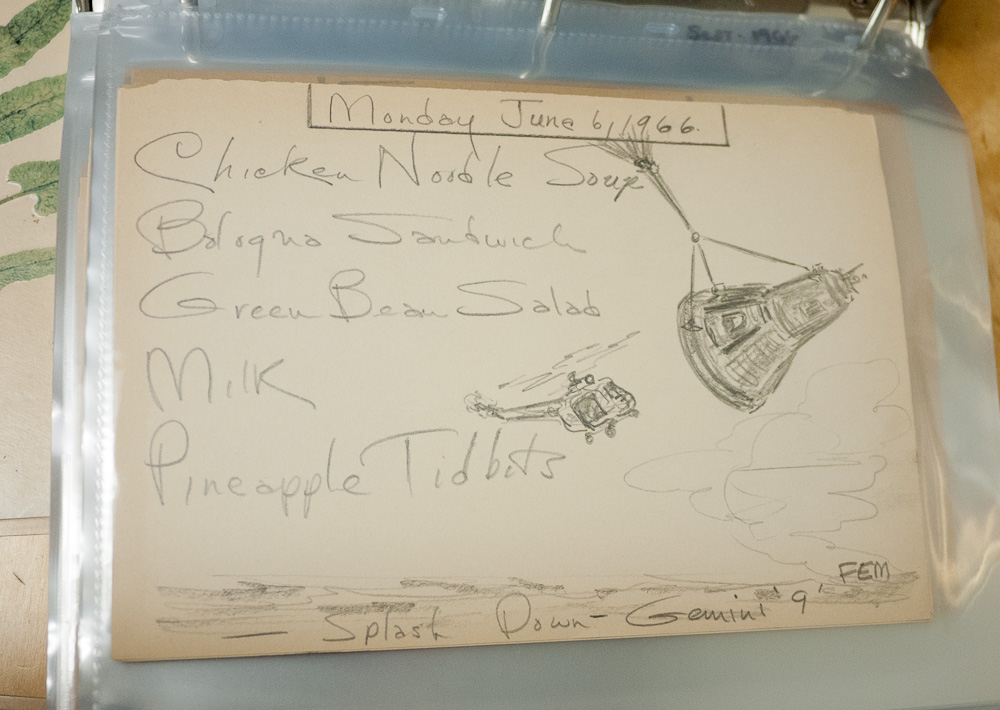 Monday June 6, 1966.
Chicken Noodle Soup
Bologna Sandwich
Green Bean Salad
Milk
Pineapple Tidbits
FEM
— Splash Down - Gemini '9'